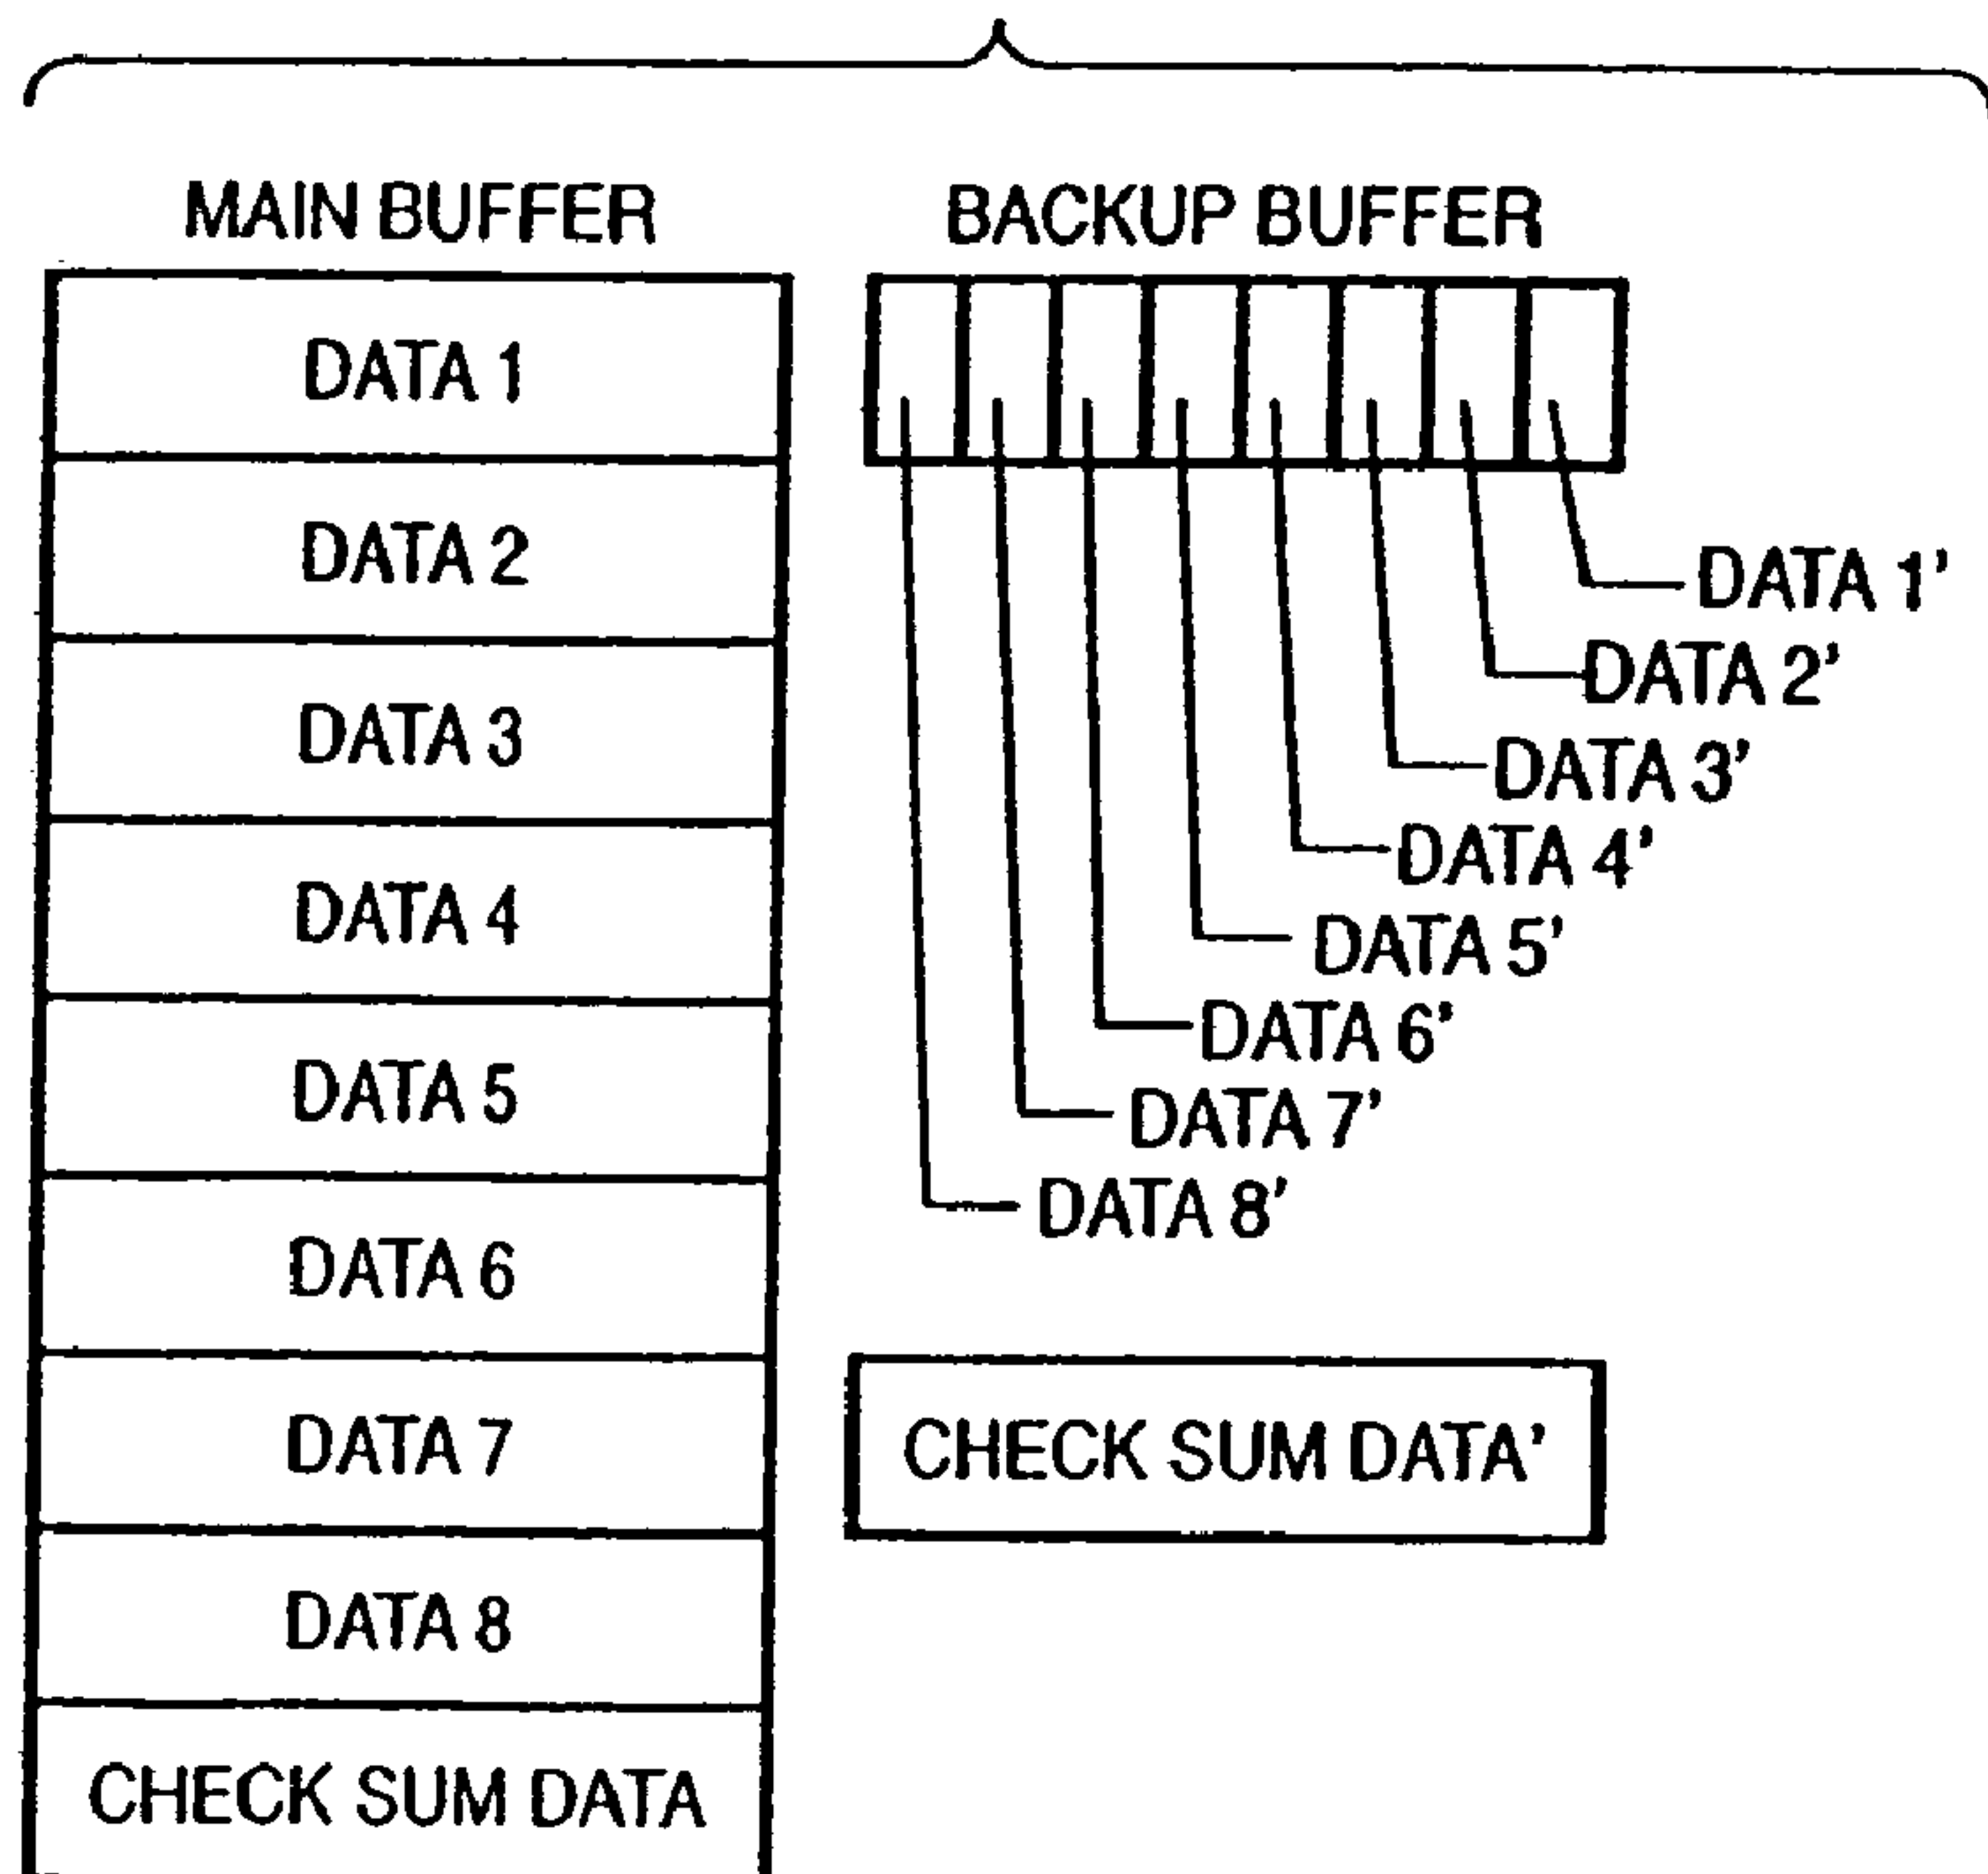 MAIN BUFFER
DATA 1
DATA 2
DATA 3
DATA 4
DATA 5
DATA 6
DATA 7
DATA 8
CHECK SUM DATA
BACKUP BUFFER
DATA 1'
DATA 2'
DATA 3'
DATA 4'
DATA 5'
DATA 6'
DATA 7'
DATA 8'
CHECK SUM DATA'